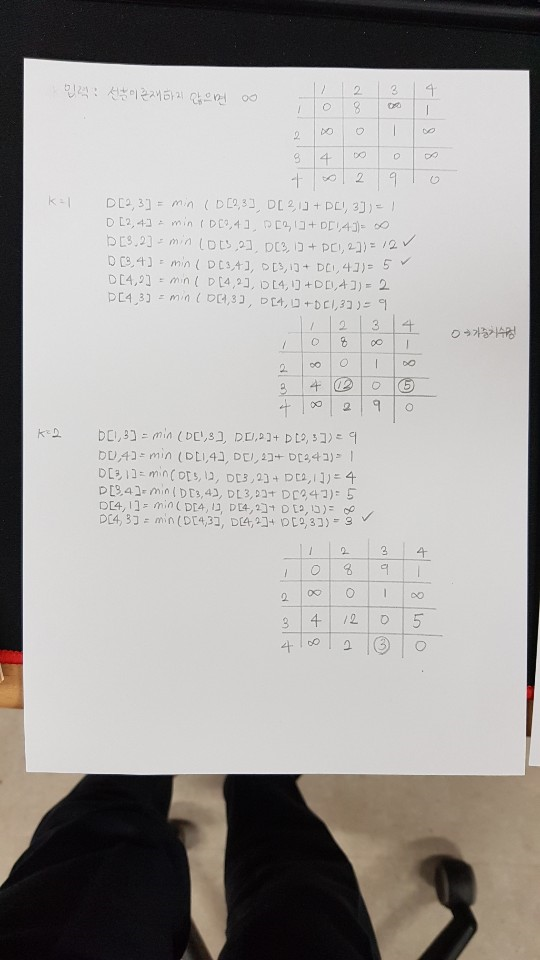 입력 : 선분이 존재하지 않으면 ∞
1 2 3 4
1 0 8 ∞ 1
2 ∞ 0 1 ∞
3 4 ∞ 0 ∞
4 ∞ 2 9 0
k=1 D[2,3] = min ( D[2,3], D[2,1] + D[1,3]) = 1
D[2,4] = min ( D[2,4], D[2,1] + D[1,4]) = ∞
D[3,2] = min ( D[3,2], D[3,1] + D[1,2]) = 12 ✓
D[3,4] = min ( D[3,4], D[3,1] + D[1,4]) = 5 ✓
D[4,2] = min ( D[4,2], D[4,1] + D[1,4]) = 2
D[4,3] = min ( D[4,3], D[4,1] + D[1,3]) = 9
1 2 3 4
1 0 8 ∞ 1
2 ∞ 0 1 ∞
3 4 12 0 5
4 ∞ 2 9 0
k=2 D[1,3] = min (D[1,3], D[1,2] + D[2,3]) = 9
D[1,4] = min (D[1,4], D[1,2] + D[2,4]) = 1
D[3,1] = min (D[3,1], D[3,2] + D[2,1]) = 4
D[3,4] = min (D[3,4], D[3,2] + D[2,4]) = 5
D[4,1] = min (D[4,1], D[4,2] + D[2,1]) = ∞
D[4,3] = min (D[4,3], D[4,2] + D[2,3]) = 3 ✓
1 2 3 4
1 0 8 9 1
2 ∞ 0 1 ∞
3 4 12 0 5
4 ∞ 2 3 0